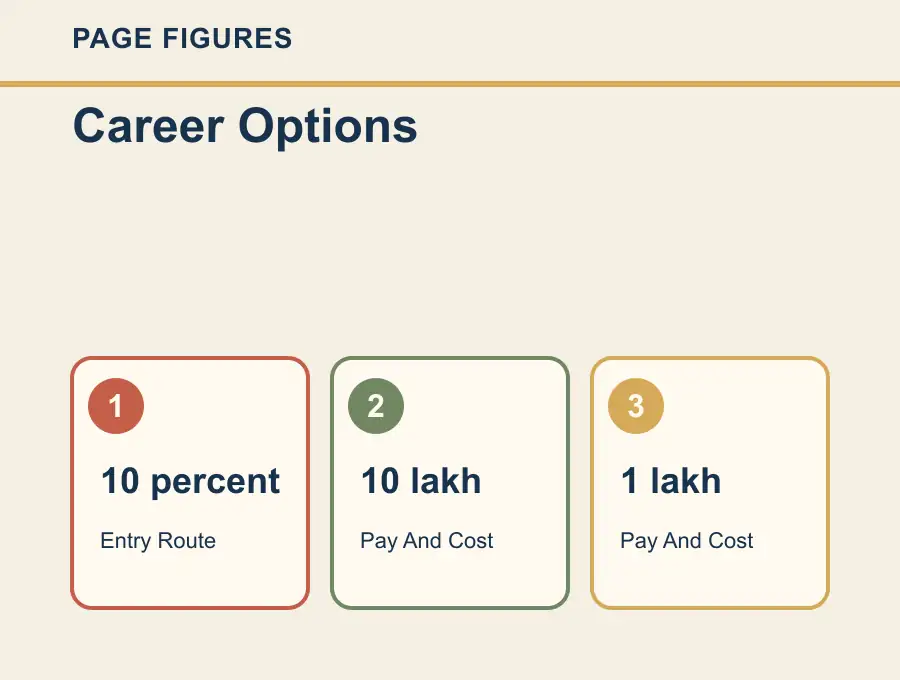 PAGE FIGURES
Career Options
1
10 percent
Entry Route
2
10 lakh
Pay And Cost
3
1 lakh
Pay And Cost